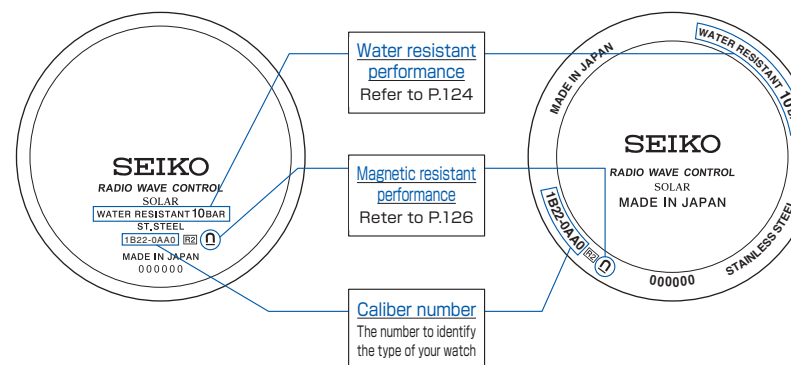 SEIKO
RADIO WAVE CONTROL
SOLAR
WATER RESISTANT 10BAR
ST.STEEL
1B22-0AA0 R2
MADE IN JAPAN
000000
Water resistant
performance
Refer to P.124
Magnetic resistant
performance
Reter to P.126
Caliber number
The number to identify
the type of your watch
MADE IN JAPAN
WATER RESISTANT 10BA
SEIKO
RADIO WAVE CONTROL
SOLAR
MADE IN JAPAN
1B22-0AA0 R2
000000
STAINLESS STEEL